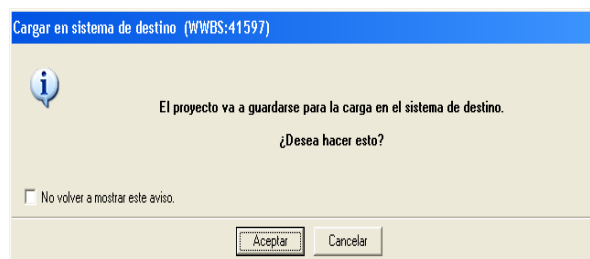 Cargar en sistema de destino (WWBS:41597)
El proyecto va a guardarse para la carga en el sistema de destino.
¿Desea hacer esto?
No volver a mostrar este aviso.
Aceptar
Cancelar